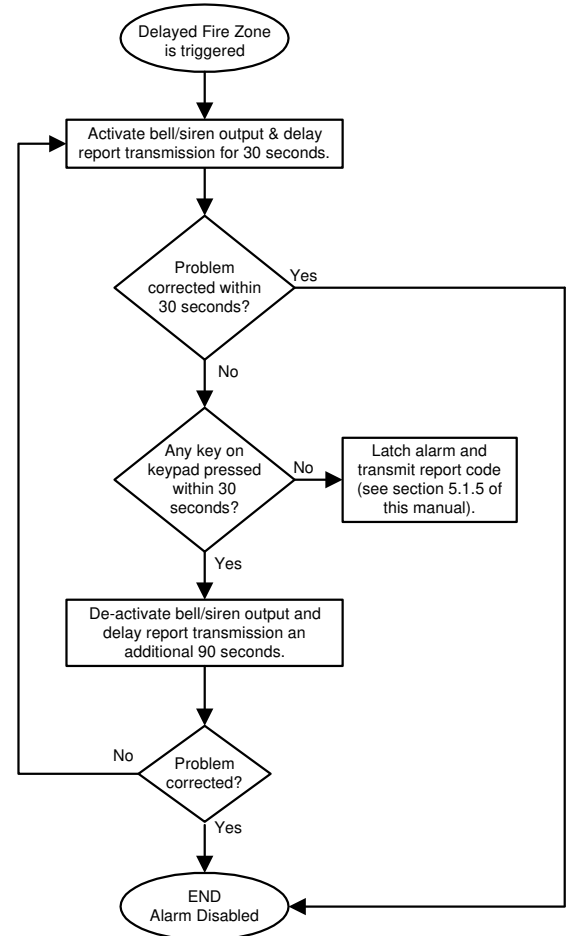 Delayed Fire Zone
is triggered
Activate bell/siren output & delay
report transmission for 30 seconds.
Problem
corrected within
30 seconds?
Yes
No
Any key on
keypad pressed
within 30
seconds?
No
Latch alarm and
transmit report code
(see section 5.1.5 of
this manual).
Yes
De-activate bell/siren output and
delay report transmission an
additional 90 seconds.
No
Problem
corrected?
Yes
END
Alarm Disabled